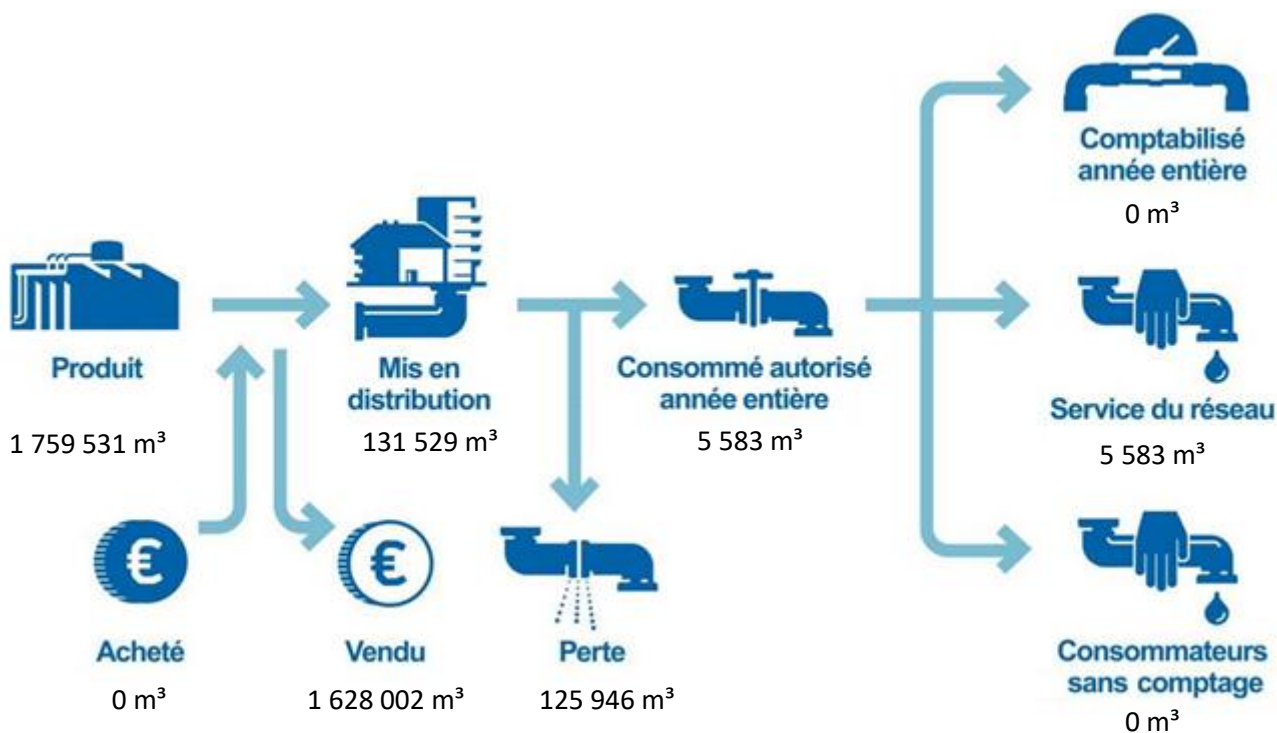 Comptabilisé
année entière
0 m³
Produit
1 759 531 m³
Mis en
distribution
131 529 m³
Consommé autorisé
année entière
5 583 m³
Service du réseau
5 583 m³
€
Acheté
0 m³
€
Vendu
1 628 002 m³
Perte
125 946 m³
Consommateurs
sans comptage
0 m³